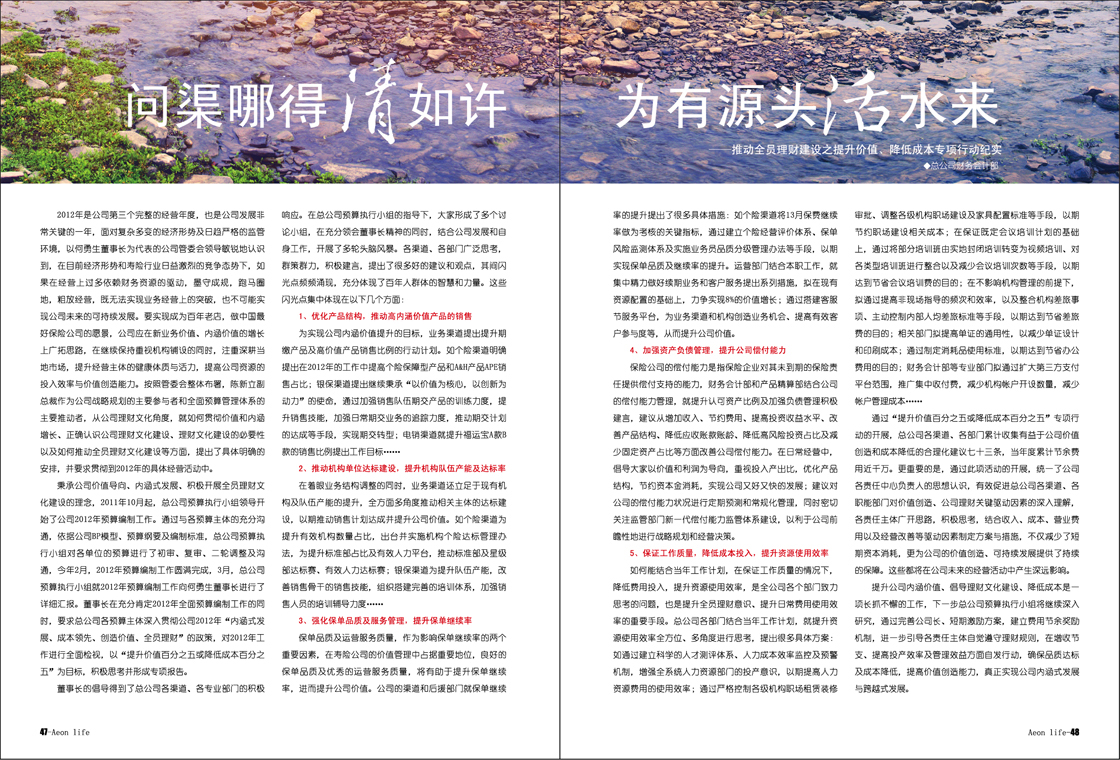 问渠哪得清如许
为有源头活水来
——推动全员理财建设之提升价值、降低成本专项行动纪实
◆总公司财务会计部
2012年是公司第三个完整的经营年度，也是公司发展非
常关键的一年，面对复杂多变的经济形势及日趋严格的监管
环境，以何勇生董事长为代表的公司管委会领导敏锐地认识
到，在目前经济形势和寿险行业日益激烈的竞争态势下，如
果在经营上过多依赖财务资源的驱动，墨守成规，跑马圈
地，粗放经营，既无法实现业务经营上的突破，也不可能实
现公司未来的可持续发展。要实现成为百年老店，做中国最
好保险公司的愿景，公司应在新业务价值、内涵价值的增长
上广拓思路，在继续保持重视机构铺设的同时，注重深耕当
地市场，提升经营主体的健康体质与活力，提高公司资源的
投入效率与价值创造能力。按照管委会整体布署，陈新立副
总裁作为公司战略规划的主要参与者和全面预算管理体系的
主要推动者，从公司理财文化角度，就如何贯彻价值和内涵
增长、正确认识公司理财文化建设、理财文化建设的必要性
以及如何推动全员理财文化建设等方面，提出了具体明确的
安排，并要求贯彻到2012年的具体经营活动中。
秉承公司价值导向、内涵式发展、积极开展全员理财文
化建设的理念，2011年10月起，总公司预算执行小组领导开
始了公司2012年预算编制工作。通过与各预算主体的充分沟
通，依据公司BP模型、预算纲要及编制标准，总公司预算执
行小组对各单位的预算进行了初审、复审、二轮调整及沟
通，今年2月，2012年预算编制工作圆满完成，3月，总公司
预算执行小组就2012年预算编制工作向何勇生董事长进行了
详细汇报。董事长在充分肯定2012年全面预算编制工作的同
时，要求总公司各预算主体深入贯彻公司2012年“内涵式发
展、成本领先、创造价值、全员理财”的政策，对2012年工
作进行全面检视，以“提升价值百分之五或降低成本百分之
五”为目标，积极思考并形成专项报告。
董事长的倡导得到了总公司各渠道、各专业部门的积极
响应。在总公司预算执行小组的指导下，大家形成了多个讨
论小组，在充分领会董事长精神的同时，结合公司发展和自
身工作，开展了多轮头脑风暴。各渠道、各部门广泛思考，
群策群力，积极建言，提出了很多好的建议和观点，其间闪
光点频频涌现，充分体现了百年人群体的智慧和力量。这些
闪光点集中体现在以下几个方面：
1、优化产品结构，推动高内涵价值产品的销售
为实现公司内涵价值提升的目标，业务渠道提出提升期
缴产品及高价值产品销售比例的行动计划。如个险渠道明确
提出在2012年的工作中提高个险保障型产品和A&H产品APE销
售占比；银保渠道提出继续秉承“以价值为核心，以创新为
动力”的使命，通过加强销售队伍期交产品的训练力度，提
升销售技能，加强日常期交业务的追踪力度，推动期交计划
的达成等手段，实现期交转型；电销渠道就提升福运宝A款B
款的销售比例提出工作目标……
2、推动机构单位达标建设，提升机构队伍产能及达标率
在着眼业务结构调整的同时，业务渠道还立足于现有机
构及队伍产能的提升，全方面多角度推动相关主体的达标建
设，以期推动销售计划达成并提升公司价值。如个险渠道为
提升有效机构数量占比，出台并实施机构个险达标管理办
法，为提升标准部占比及有效人力平台，推动标准部及星级
部达标赛、有效人力达标赛；银保渠道为提升队伍产能，改
善销售骨干的销售技能，组织搭建完善的培训体系，加强销
售人员的培训辅导力度……
3、强化保单品质及服务管理，提升保单继续率
保单品质及运营服务质量，作为影响保单继续率的两个
重要因素，在寿险公司的价值管理中占据重要地位，良好的
保单品质及优秀的运营服务质量，将有助于提升保单继续
率，进而提升公司价值。公司的渠道和后援部门就保单继续
47-Aeon life
率的提升提出了很多具体措施：如个险渠道将13月保费继续
率做为考核的关键指标，通过建立个险经营评价体系、保单
风险监测体系及实施业务员品质分级管理办法等手段，以期
实现保单品质及继续率的提升。运营部门结合本职工作，就
集中精力做好续期业务和客户服务提出系列措施，拟在现有
资源配置的基础上，力争实现8%的价值增长；通过搭建客服
节服务平台，为业务渠道和机构创造业务机会、提高有效客
户参与度等，从而提升公司价值。
4、加强资产负债管理，提升公司偿付能力
保险公司的偿付能力是指保险企业对其未到期的保险责
任提供偿付支持的能力，财务会计部和产品精算部结合公司
的偿付能力管理，就提升认可资产比例及加强负债管理积极
建言，建议从增加收入、节约费用、提高投资收益水平、改
善产品结构、降低应收账款账龄、降低高风险投资占比及减
少固定资产占比等方面改善公司偿付能力。在日常经营中，
倡导大家以价值和利润为导向，重视投入产出比，优化产品
结构，节约资本金消耗，实现公司又好又快的发展；建议对
公司的偿付能力状况进行定期预测和常规化管理，同时密切
关注监管部门新一代偿付能力监管体系建设，以利于公司前
瞻性地进行战略规划和经营决策。
5、保证工作质量，降低成本投入，提升资源使用效率
如何能结合当年工作计划，在保证工作质量的情况下，
降低费用投入，提升资源使用效率，是全公司各个部门致力
思考的问题，也是提升全员理财意识、提升日常费用使用效
率的重要手段。总公司各部门结合当年工作计划，就提升资
源使用效率全方位、多角度进行思考，提出很多具体方案：
如通过建立科学的人才测评体系、人力成本效率监控及预警
机制，增强全系统人力资源部门的投产意识，以期提高人力
资源费用的使用效率；通过严格控制各级机构职场租赁装修
审批、调整各级机构职场建设及家具配置标准等手段，以期
节约职场建设相关成本；在保证既定会议培训计划的基础
上，通过将部分培训班由实地封闭培训转变为视频培训、对
各类型培训班进行整合以及减少会议培训次数等手段，以期
达到节省会议培训费的目的；在不影响机构管理的前提下，
拟通过提高非现场指导的频次和效率，以及整合机构差旅事
项、主动控制内部人均差旅标准等手段，以期达到节省差旅
费的目的；相关部门拟提高单证的通用性，以减少单证设计
和印刷成本；通过制定消耗品使用标准，以期达到节省办公
费用的目的；财务会计部等专业部门拟通过扩大第三方支付
平台范围，推广集中收付费，减少机构帐户开设数量，减少
帐户管理成本……
通过“提升价值百分之五或降低成本百分之五”专项行
动的开展，总公司各渠道、各部门累计收集有益于公司价值
创造和成本降低的合理化建议七十三条，当年度累计节余费
用近千万。更重要的是，通过此项活动的开展，统一了公司
各责任中心负责人的思想认识，有效促进总公司各渠道、各
职能部门对价值创造、公司理财关键驱动因素的深入理解，
各责任主体广开思路，积极思考，结合收入、成本、营业费
用以及经营改善等驱动因素制定方案与措施，不仅减少了短
期资本消耗，更为公司的价值创造、可持续发展提供了持续
的保障。这些都将在公司未来的经营活动中产生深远影响。
提升公司内涵价值、倡导理财文化建设、降低成本是一
项长抓不懈的工作，下一步总公司预算执行小组将继续深入
研究，通过完善公司长、短期激励方案，建立费用节余奖励
机制，进一步引导各责任主体自觉遵守理财规则，在增收节
支、提高投产效率及管理效益方面自发行动，确保品质达标
及成本降低，提高价值创造能力，真正实现公司内涵式发展
与跨越式发展。
Aeon life-48